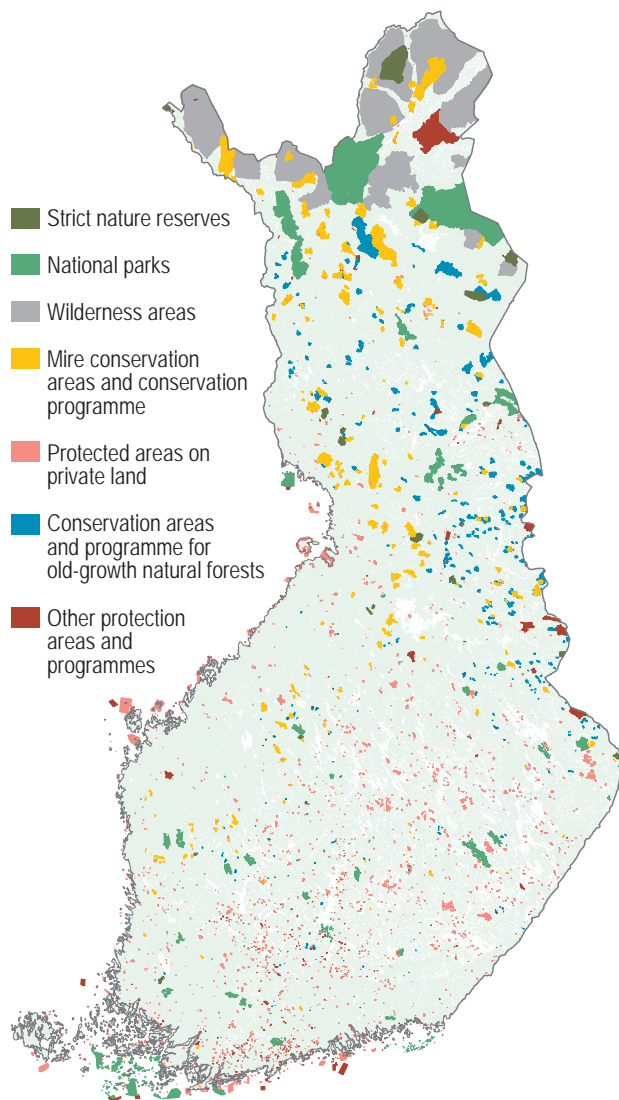 Strict nature reserves
National parks
Wilderness areas
Mire conservation
areas and conservation
programme
Protected areas on
private land
Conservation areas
and programme for
old-growth natural forests
Other protection
areas and
programmes